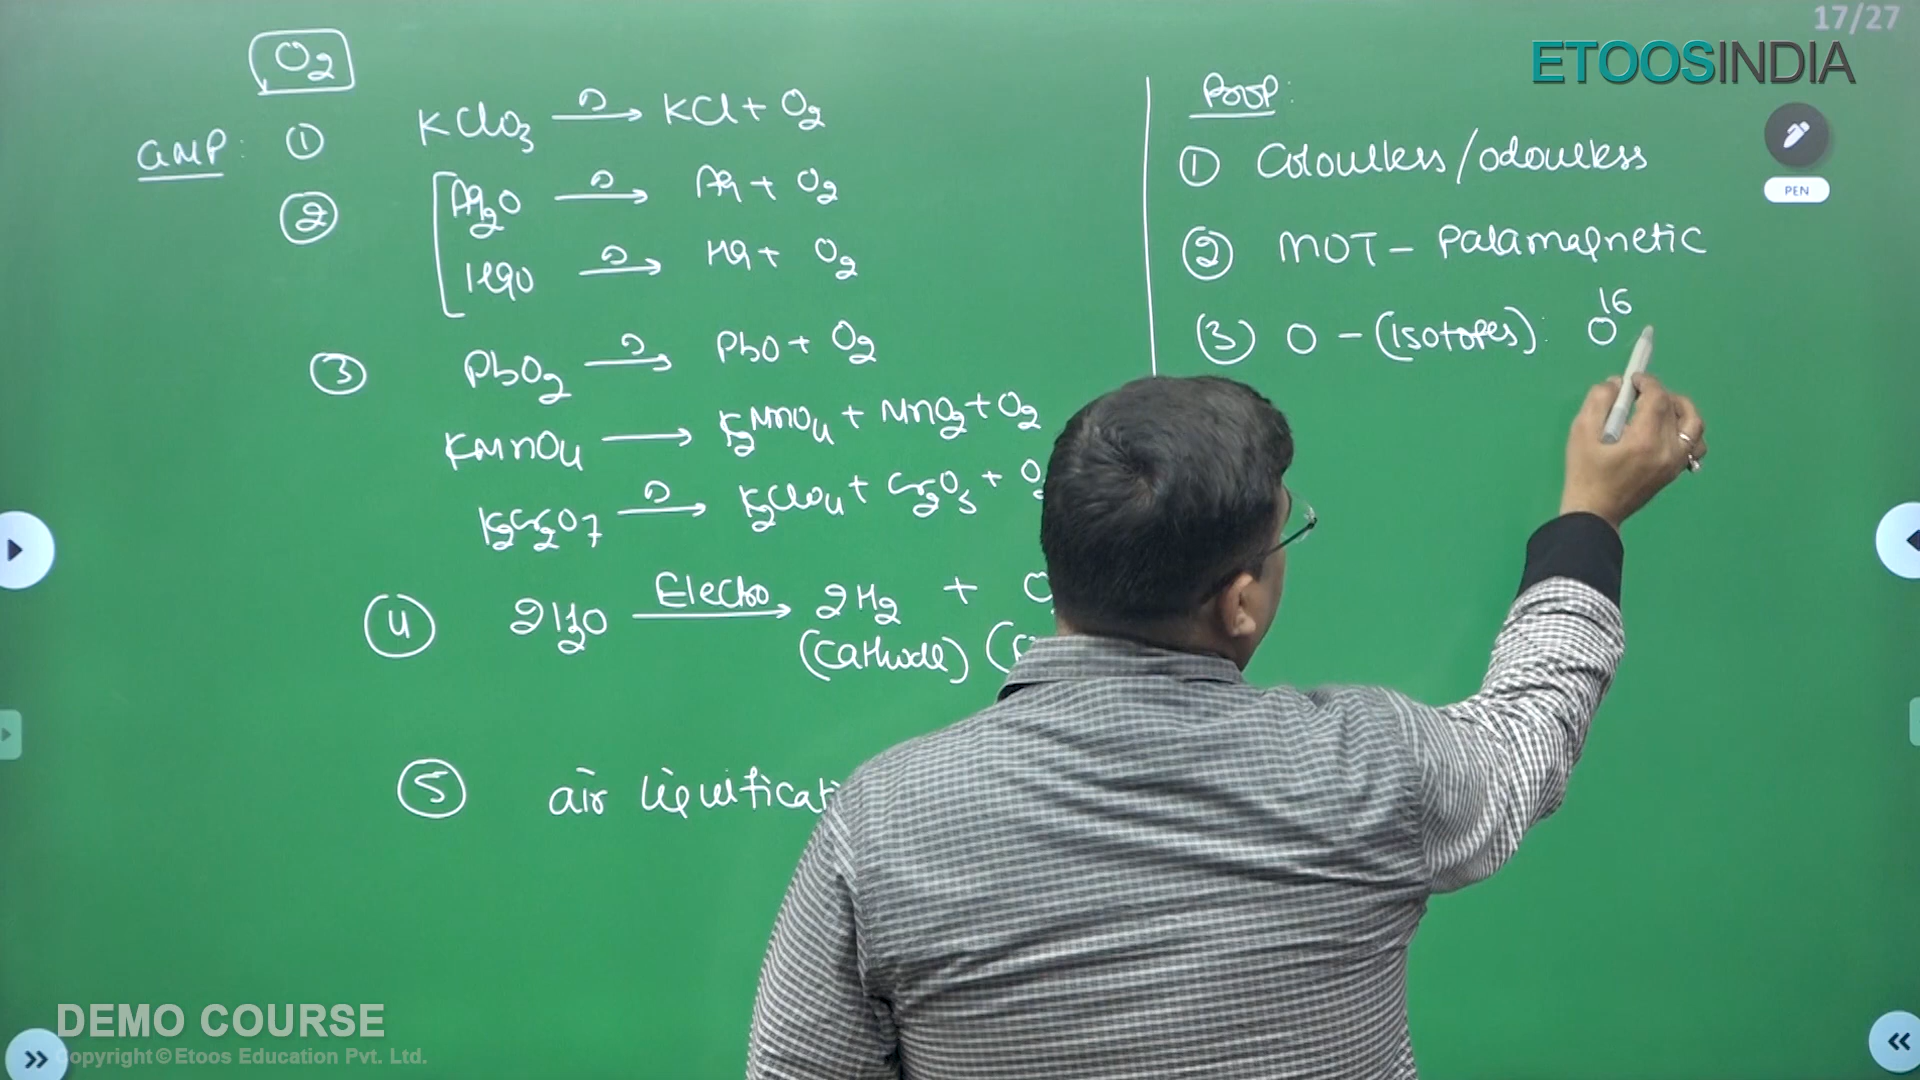 17/27
ETOOSINDIA
PEN
O₂
GMP: ① KClO₃ —Δ→ KCl + O₂
② Ag₂O —Δ→ Ag + O₂
HgO —Δ→ Hg + O₂
③ PbO₂ —Δ→ PbO + O₂
KMnO₄ → K₂MnO₄ + MnO₂ + O₂
K₂Cr₂O₇ —Δ→ K₂CrO₄ + Cr₂O₃ + O₂
④ 2H₂O —Electro→ 2H₂ + O
(Cathode) (
⑤ air liquification
Prop:
① Colourless/odourless
② MOT - Paramagnetic
③ O - (Isotopes): O¹⁶
DEMO COURSE
Copyright © Etoos Education Pvt. Ltd.